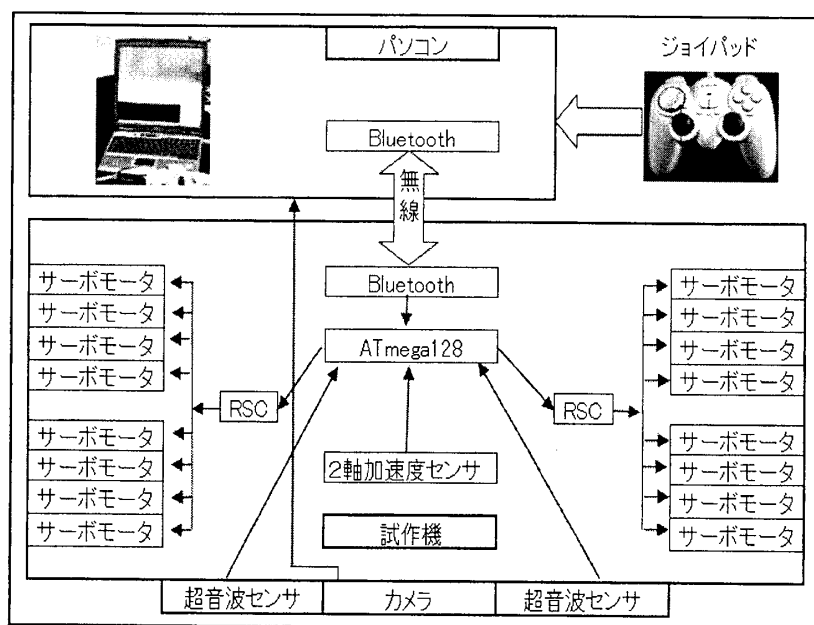 パソコン
ジョイパッド
Bluetooth
無線
Bluetooth
ATmega128
サーボモータ
サーボモータ
サーボモータ
サーボモータ
RSC
サーボモータ
サーボモータ
サーボモータ
サーボモータ
サーボモータ
サーボモータ
サーボモータ
サーボモータ
RSC
サーボモータ
サーボモータ
サーボモータ
サーボモータ
2軸加速度センサ
試作機
超音波センサ
カメラ
超音波センサ